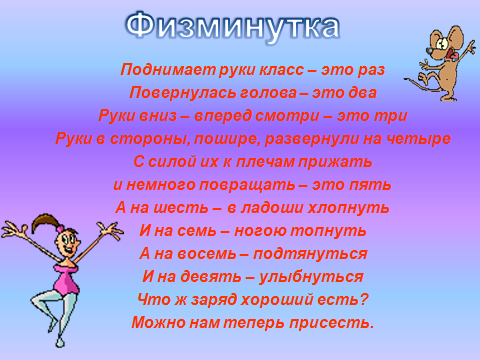 Физминутка
Поднимает руки класс – это раз
Повернулась голова – это два
Руки вниз – вперед смотри – это три
Руки в стороны, пошире, развернули на четыре
С силой их к плечам прижать
и немного повращать – это пять
А на шесть – в ладоши хлопнуть
И на семь – ногою топнуть
А на восемь – подтянуться
И на девять – улыбнуться
Что ж заряд хороший есть?
Можно нам теперь присесть.